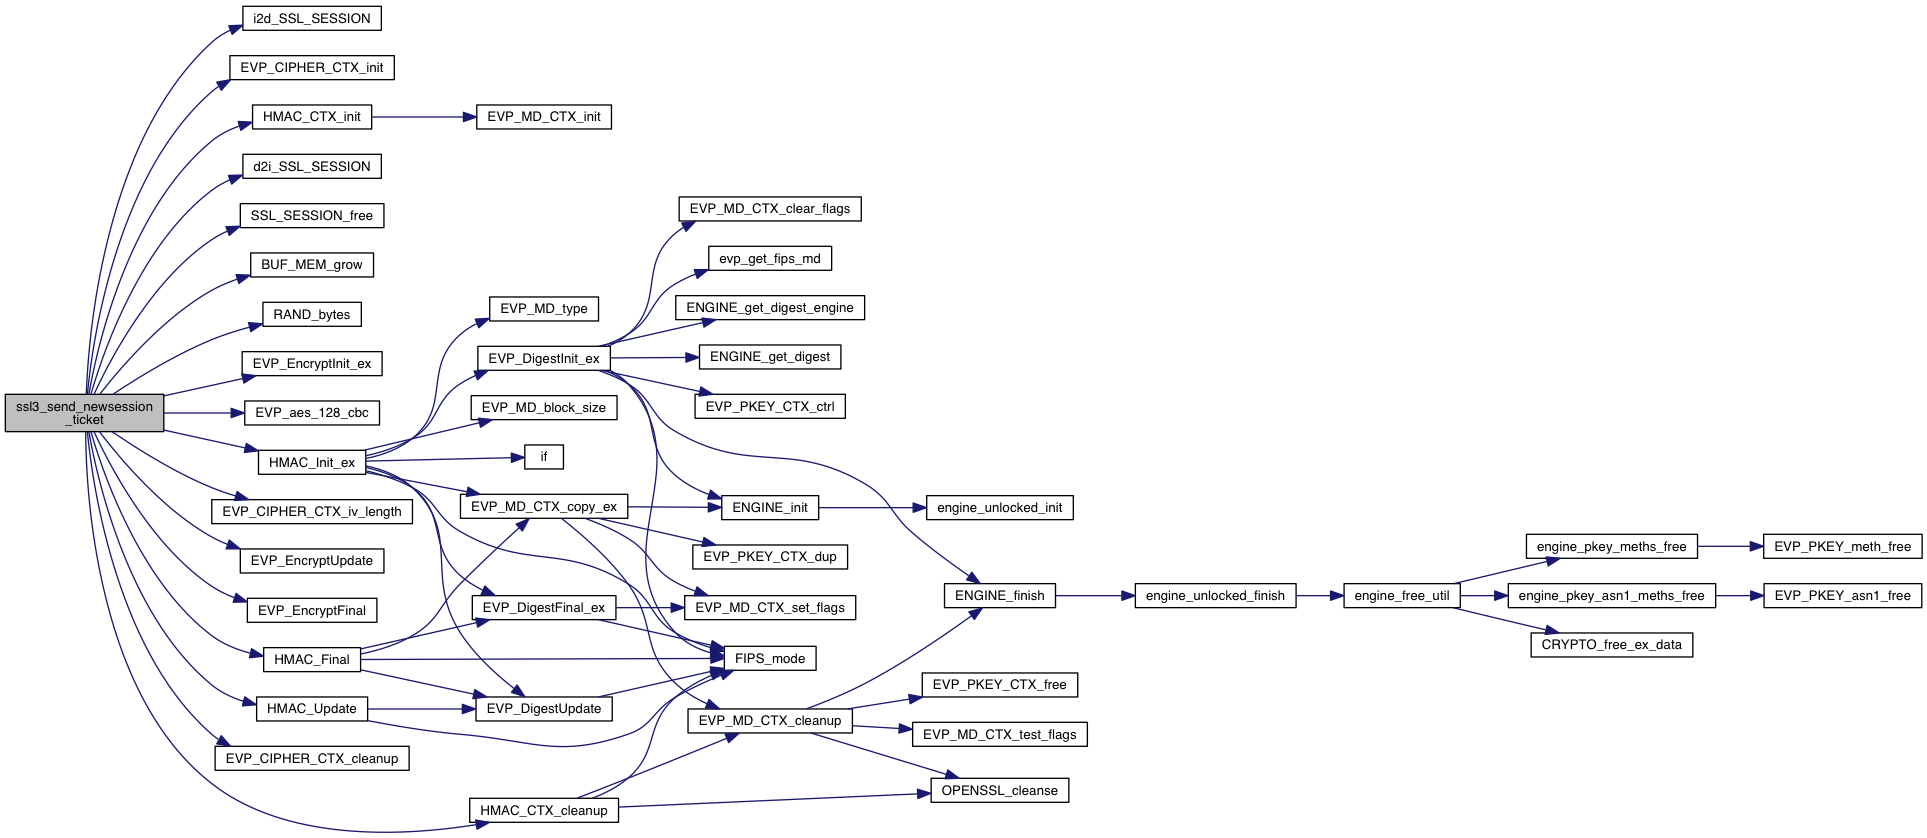 i2d_SSL_SESSION
EVP_CIPHER_CTX_init
HMAC_CTX_init
EVP_MD_CTX_init
d2i_SSL_SESSION
SSL_SESSION_free
EVP_MD_CTX_clear_flags
BUF_MEM_grow
evp_get_fips_md
RAND_bytes
EVP_MD_type
ENGINE_get_digest_engine
EVP_EncryptInit_ex
EVP_DigestInit_ex
ENGINE_get_digest
ssl3_send_newsession
_ticket
EVP_aes_128_cbc
EVP_MD_block_size
EVP_PKEY_CTX_ctrl
HMAC_Init_ex
if
EVP_CIPHER_CTX_iv_length
EVP_MD_CTX_copy_ex
ENGINE_init
engine_unlocked_init
EVP_EncryptUpdate
EVP_PKEY_CTX_dup
engine_pkey_meths_free
EVP_PKEY_meth_free
EVP_EncryptFinal
EVP_DigestFinal_ex
EVP_MD_CTX_set_flags
ENGINE_finish
engine_unlocked_finish
engine_free_util
engine_pkey_asn1_meths_free
EVP_PKEY_asn1_free
HMAC_Final
FIPS_mode
CRYPTO_free_ex_data
HMAC_Update
EVP_DigestUpdate
EVP_MD_CTX_cleanup
EVP_PKEY_CTX_free
EVP_CIPHER_CTX_cleanup
EVP_MD_CTX_test_flags
HMAC_CTX_cleanup
OPENSSL_cleanse